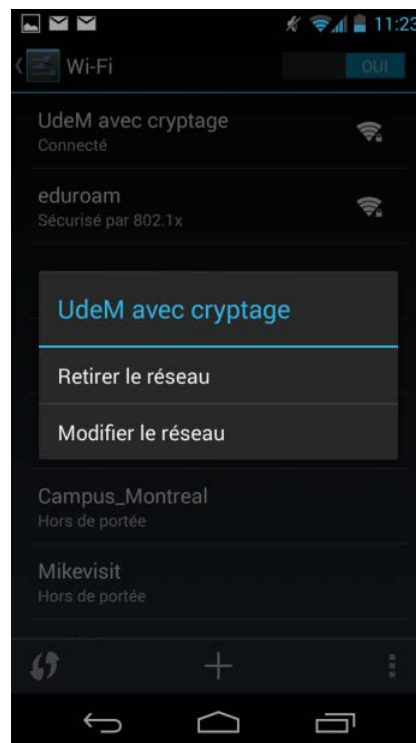 11:23
Wi-Fi
OUI
UdeM avec cryptage
Connecté
eduroam
Sécurisé par 802.1x
UdeM avec cryptage
Retirer le réseau
Modifier le réseau
Campus_Montreal
Hors de portée
Mikevisit
Hors de portée